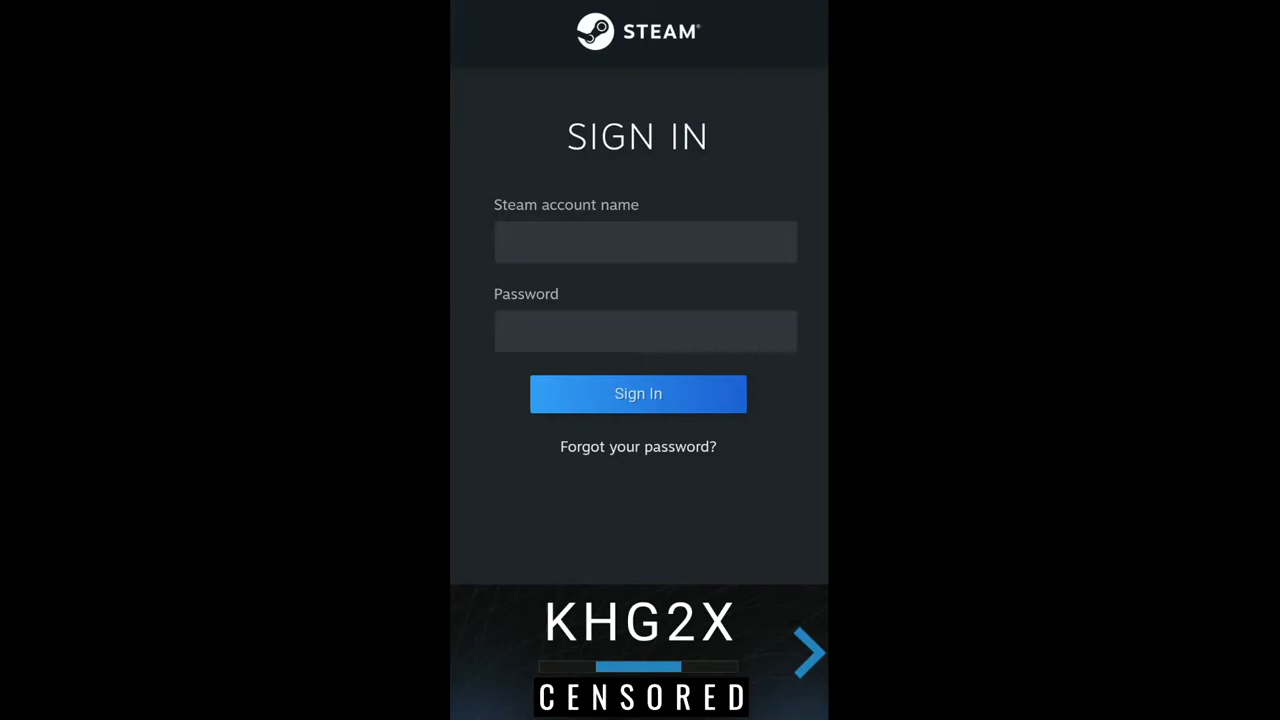 STEAM®
SIGN IN
Steam account name
Password
Sign In
Forgot your password?
KHG2X
CENSORED